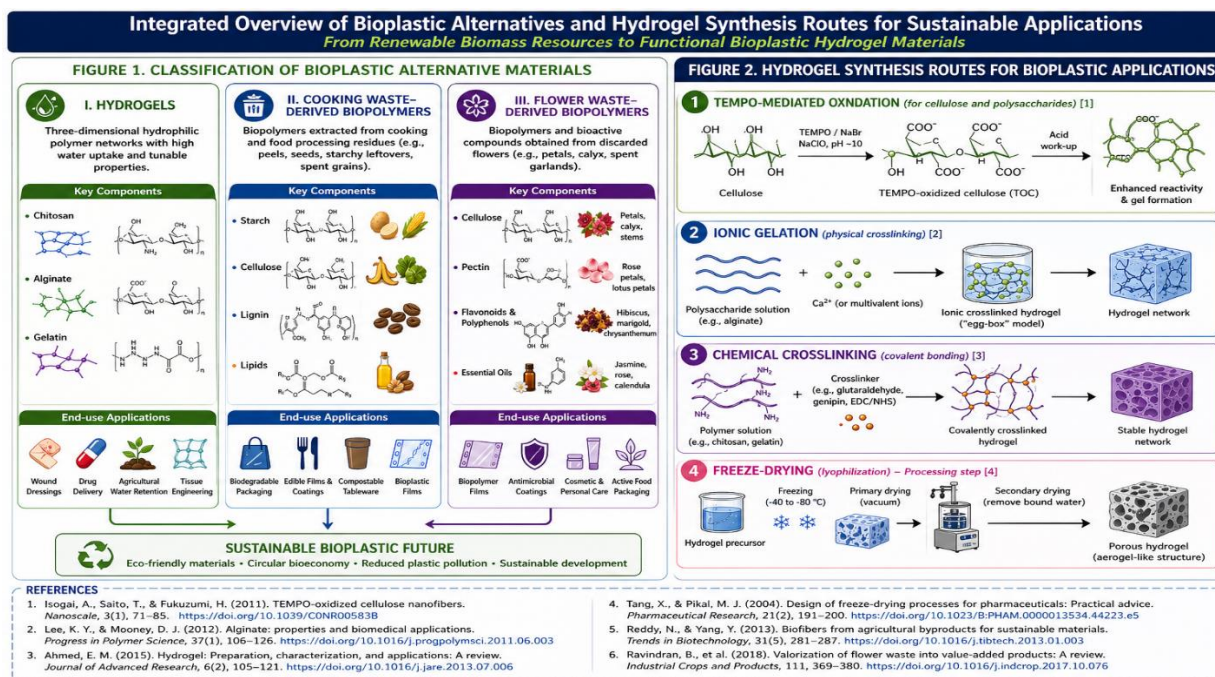 Integrated Overview of Bioplastic Alternatives and Hydrogel Synthesis Routes for Sustainable Applications
From Renewable Biomass Resources to Functional Bioplastic Hydrogel Materials
FIGURE 1. CLASSIFICATION OF BIOPLASTIC ALTERNATIVE MATERIALS
I. HYDROGELS
Three-dimensional hydrophilic
polymer networks with high
water uptake and tunable
properties.
Key Components
• Chitosan
• Alginate
• Gelatin
End-use Applications
Wound
Dressings
Drug
Delivery
Agricultural
Water Retention
Tissue
Engineering
II. COOKING WASTE–
DERIVED BIOPOLYMERS
Biopolymers extracted from cooking
and food processing residues (e.g.,
peels, seeds, starchy leftovers,
spent grains).
Key Components
• Starch
• Cellulose
• Lignin
• Lipids
End-use Applications
Biodegradable
Packaging
Edible Films &
Coatings
Compostable
Tableware
Bioplastic
Films
III. FLOWER WASTE–
DERIVED BIOPOLYMERS
Biopolymers and bioactive
compounds obtained from discarded
flowers (e.g., petals, calyx, spent
garlands).
Key Components
• Cellulose
Petals,
calyx,
stems
• Pectin
Rose
petals,
lotus petals
• Flavonoids &
Polyphenols
Hibiscus,
marigold,
chrysanthemum
• Essential Oils
Jasmine,
rose,
calendula
End-use Applications
Biopolymer
Films
Antimicrobial
Coatings
Cosmetic &
Personal Care
Active Food
Packaging
SUSTAINABLE BIOPLASTIC FUTURE
Eco-friendly materials • Circular bioeconomy • Reduced plastic pollution • Sustainable development
FIGURE 2. HYDROGEL SYNTHESIS ROUTES FOR BIOPLASTIC APPLICATIONS
1 TEMPO-MEDIATED OXNDATION (for cellulose and polysaccharides) [1]
OH OH
OH OH
Cellulose
TEMPO / NaBr
NaClO, pH ~10
COO⁻
COO⁻
COO⁻ COO⁻
TEMPO-oxidized cellulose (TOC)
Acid
work-up
Enhanced reactivity
& gel formation
2 IONIC GELATION (physical crosslinking) [2]
Polysaccharide solution
(e.g., alginate)
+
Ca²⁺ (or multivalent ions)
Ionic crosslinked hydrogel
("egg-box" model)
Hydrogel network
3 CHEMICAL CROSSLINKING (covalent bonding) [3]
NH₂
NH₂
NH₂
Polymer solution
(e.g., chitosan, gelatin)
+
Crosslinker
(e.g., glutaraldehyde,
genipin, EDC/NHS)
Covalently crosslinked
hydrogel
Stable hydrogel
network
4 FREEZE-DRYING (lyophilization) – Processing step [4]
Hydrogel precursor
Freezing
(-40 to -80 °C)
Primary drying
(vacuum)
Secondary drying
(remove bound water)
Porous hydrogel
(aerogel-like structure)
REFERENCES
1. Isogai, A., Saito, T., & Fukuzumi, H. (2011). TEMPO-oxidized cellulose nanofibers.
Nanoscale, 3(1), 71–85. https://doi.org/10.1039/C0NR00583B
2. Lee, K. Y., & Mooney, D. J. (2012). Alginate: properties and biomedical applications.
Progress in Polymer Science, 37(1), 106–126. https://doi.org/10.1016/j.progpolymsci.2011.06.003
3. Ahmed, E. M. (2015). Hydrogel: Preparation, characterization, and applications: A review.
Journal of Advanced Research, 6(2), 105–121. https://doi.org/10.1016/j.jare.2013.07.006
4. Tang, X., & Pikal, M. J. (2004). Design of freeze-drying processes for pharmaceuticals: Practical advice.
Pharmaceutical Research, 21(2), 191–200. https://doi.org/10.1023/B:PHAM.0000013534.44223.e5
5. Reddy, N., & Yang, Y. (2013). Biofibers from agricultural byproducts for sustainable materials.
Trends in Biotechnology, 31(5), 281–287. https://doi.org/10.1016/j.tibtech.2013.01.003
6. Ravindran, B., et al. (2018). Valorization of flower waste into value-added products: A review.
Industrial Crops and Products, 111, 369–380. https://doi.org/10.1016/j.indcrop.2017.10.076